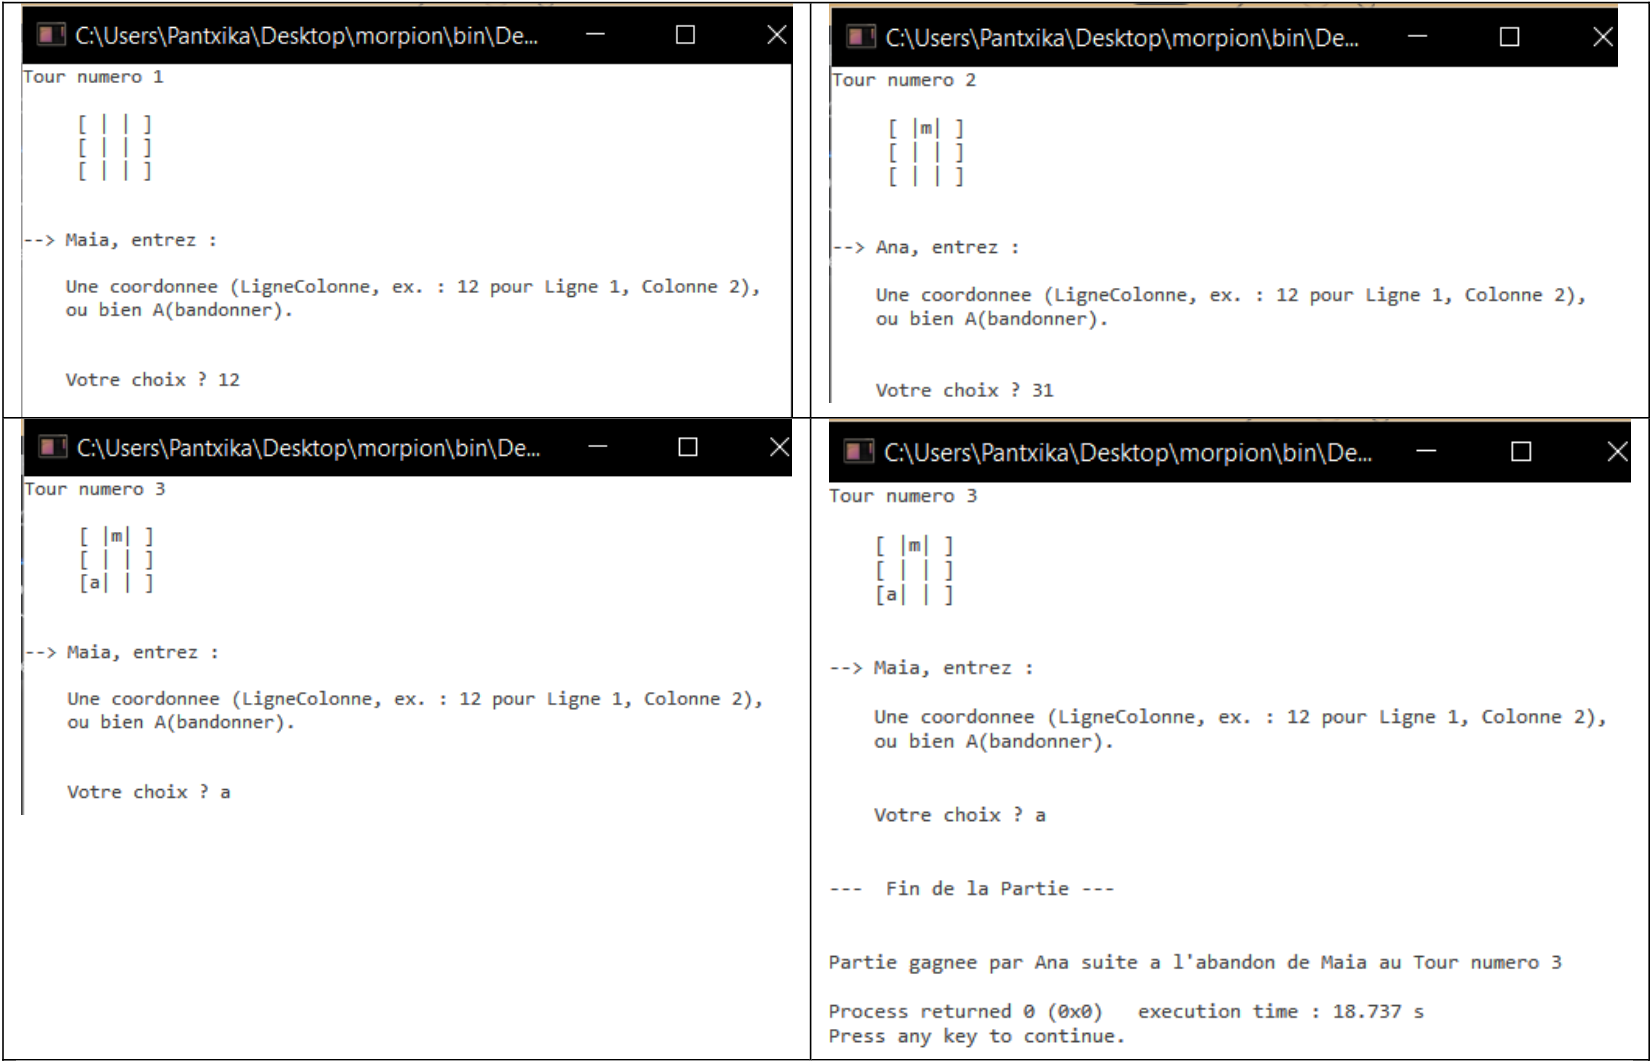 C:\Users\Pantxika\Desktop\morpion\bin\De...
Tour numero 1
[ | | ]
[ | | ]
[ | | ]
--> Maia, entrez :
Une coordonnee (LigneColonne, ex. : 12 pour Ligne 1, Colonne 2),
ou bien A(bandonner).
Votre choix ? 12
C:\Users\Pantxika\Desktop\morpion\bin\De...
Tour numero 2
[ |m| ]
[ | | ]
[ | | ]
--> Ana, entrez :
Une coordonnee (LigneColonne, ex. : 12 pour Ligne 1, Colonne 2),
ou bien A(bandonner).
Votre choix ? 31
C:\Users\Pantxika\Desktop\morpion\bin\De...
Tour numero 3
[ |m| ]
[ | | ]
[a| | ]
--> Maia, entrez :
Une coordonnee (LigneColonne, ex. : 12 pour Ligne 1, Colonne 2),
ou bien A(bandonner).
Votre choix ? a
C:\Users\Pantxika\Desktop\morpion\bin\De...
Tour numero 3
[ |m| ]
[ | | ]
[a| | ]
--> Maia, entrez :
Une coordonnee (LigneColonne, ex. : 12 pour Ligne 1, Colonne 2),
ou bien A(bandonner).
Votre choix ? a
--- Fin de la Partie ---
Partie gagnee par Ana suite a l'abandon de Maia au Tour numero 3
Process returned 0 (0x0) execution time : 18.737 s
Press any key to continue.